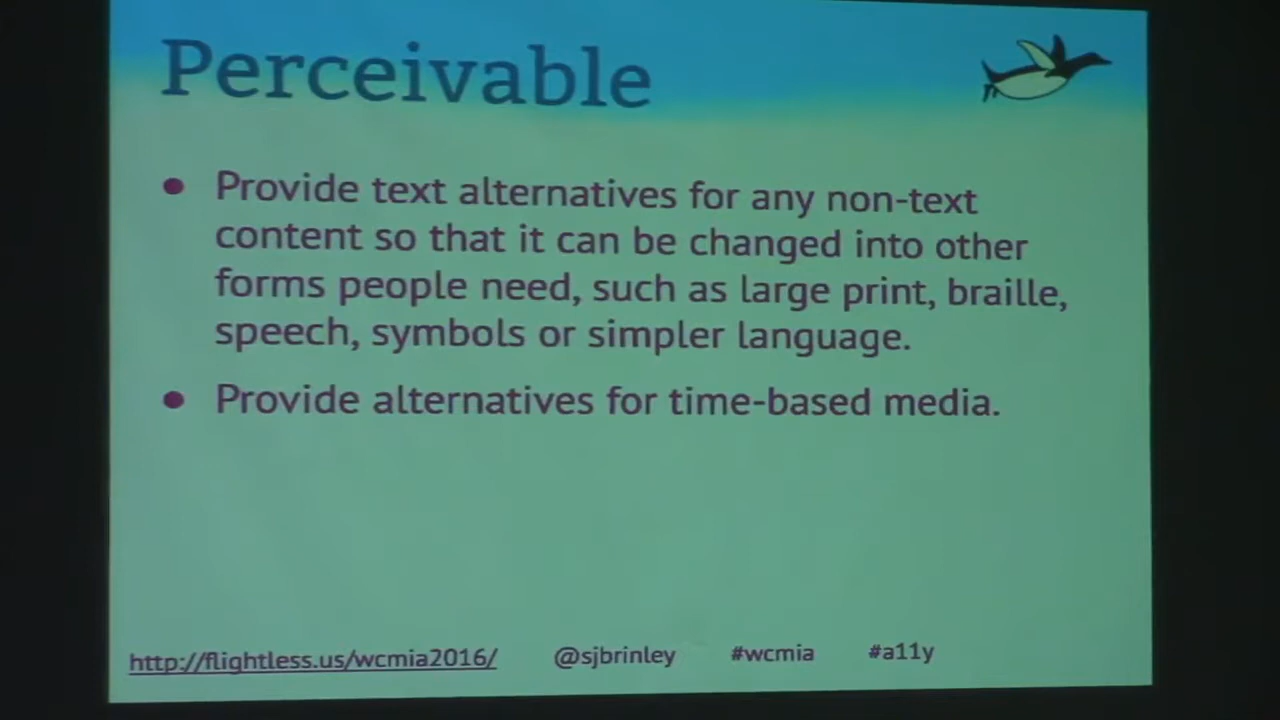 Perceivable
● Provide text alternatives for any non-text
content so that it can be changed into other
forms people need, such as large print, braille,
speech, symbols or simpler language.
● Provide alternatives for time-based media.
http://flightless.us/wcmia2016/ @sjbrinley #wcmia #a11y